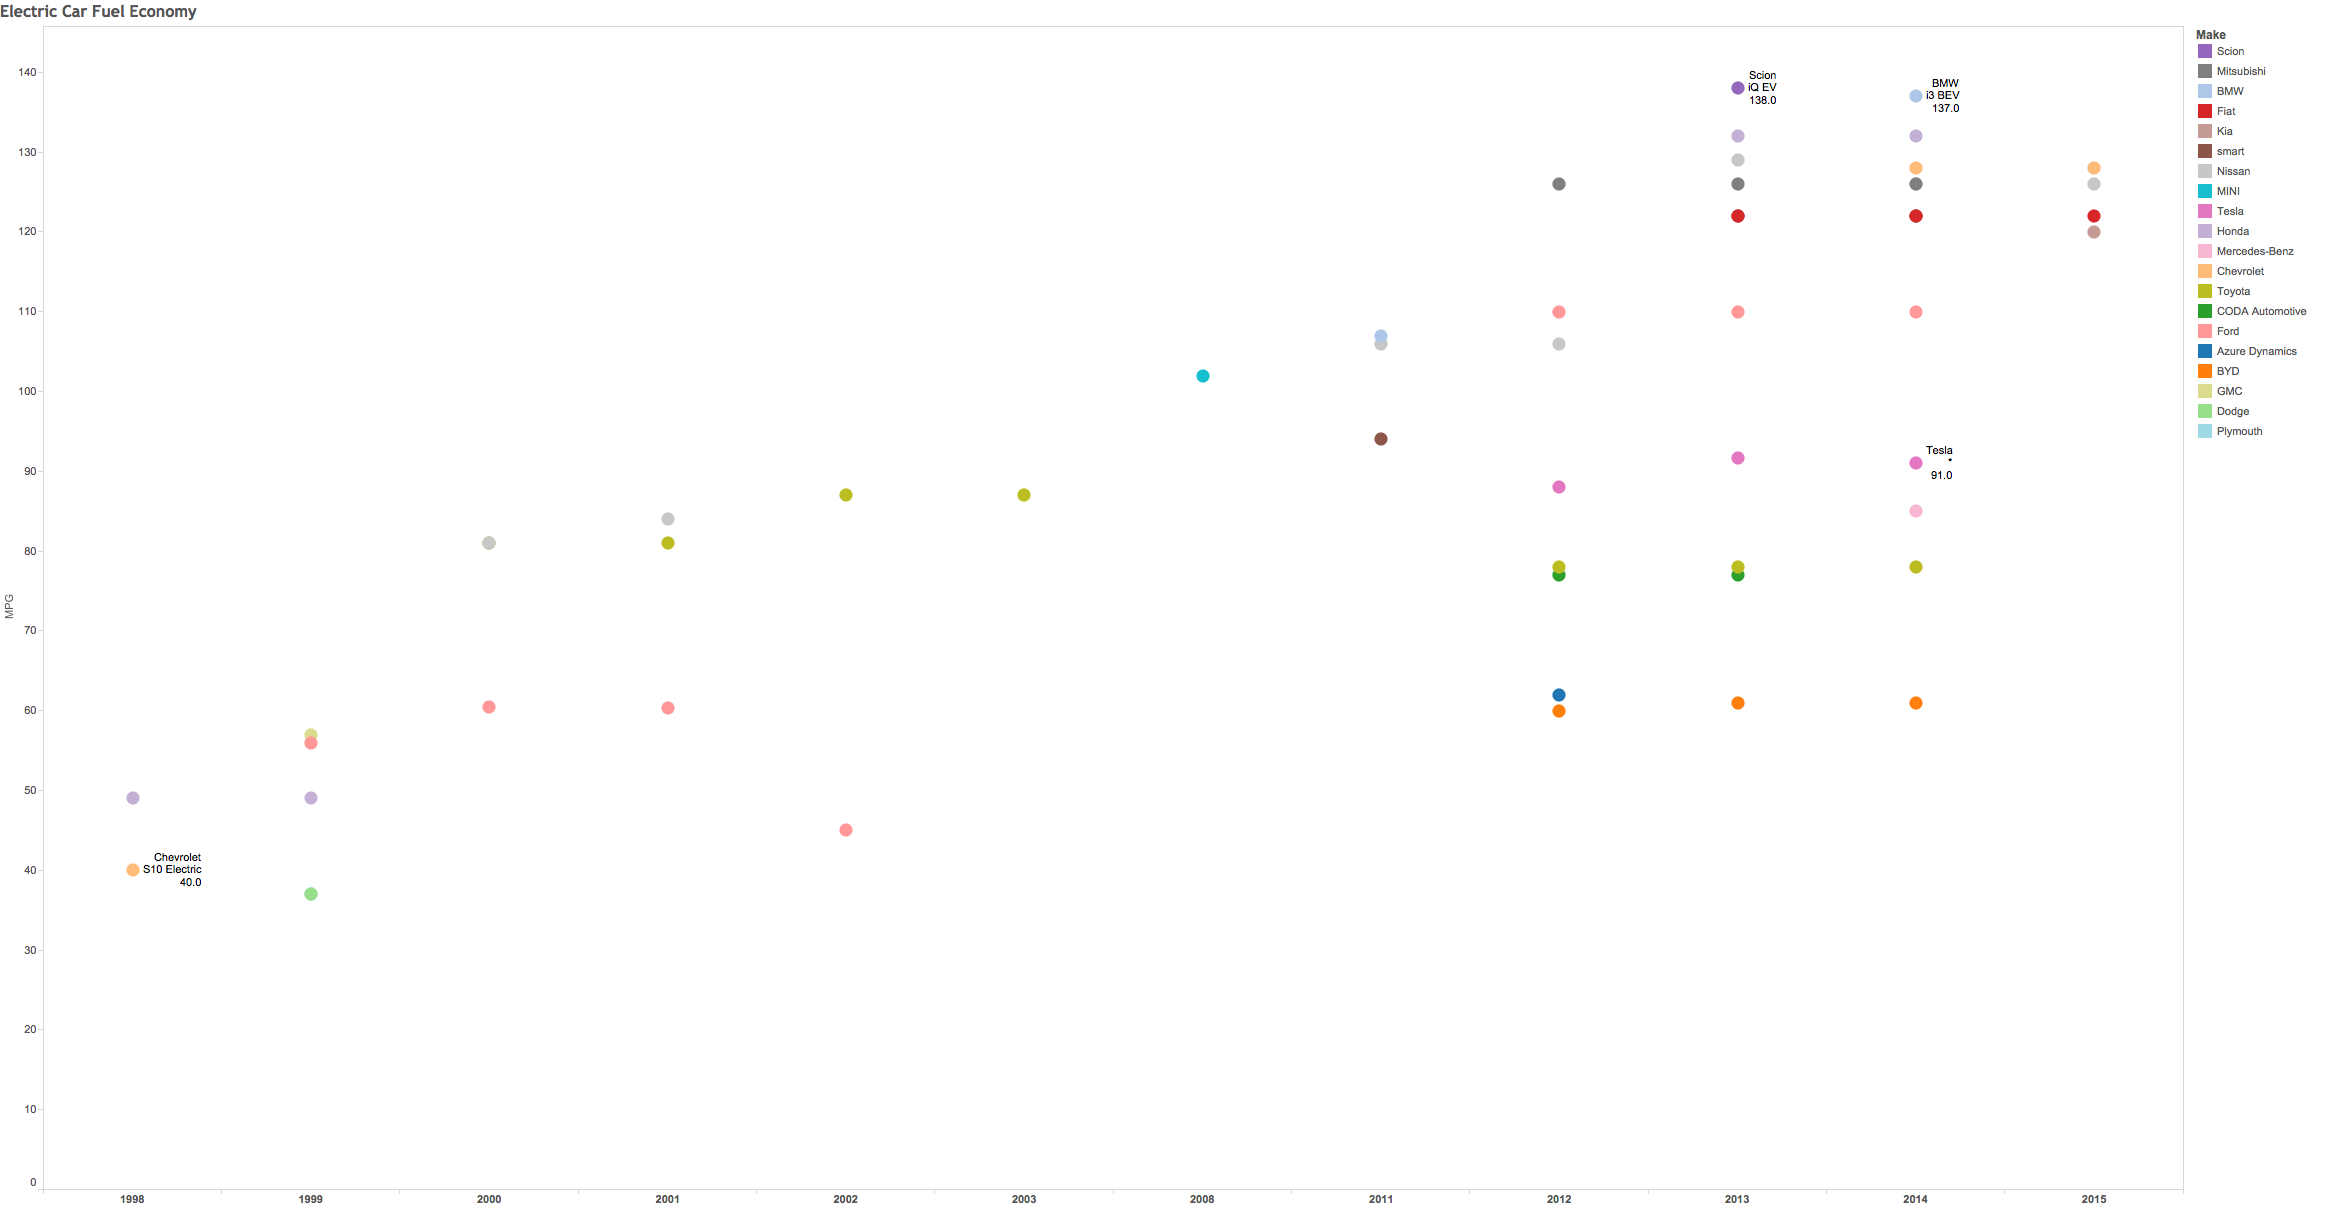 Electric Car Fuel Economy
Make
Scion
Mitsubishi
BMW
Fiat
Kia
smart
Nissan
MINI
Tesla
Honda
Mercedes-Benz
Chevrolet
Toyota
CODA Automotive
Ford
Azure Dynamics
BYD
GMC
Dodge
Plymouth
MPG
140
130
120
110
100
90
80
70
60
50
40
30
20
10
0
Scion
iQ EV
138.0
BMW
i3 BEV
137.0
Tesla
*
91.0
Chevrolet
S10 Electric
40.0
1998 1999 2000 2001 2002 2003 2008 2011 2012 2013 2014 2015